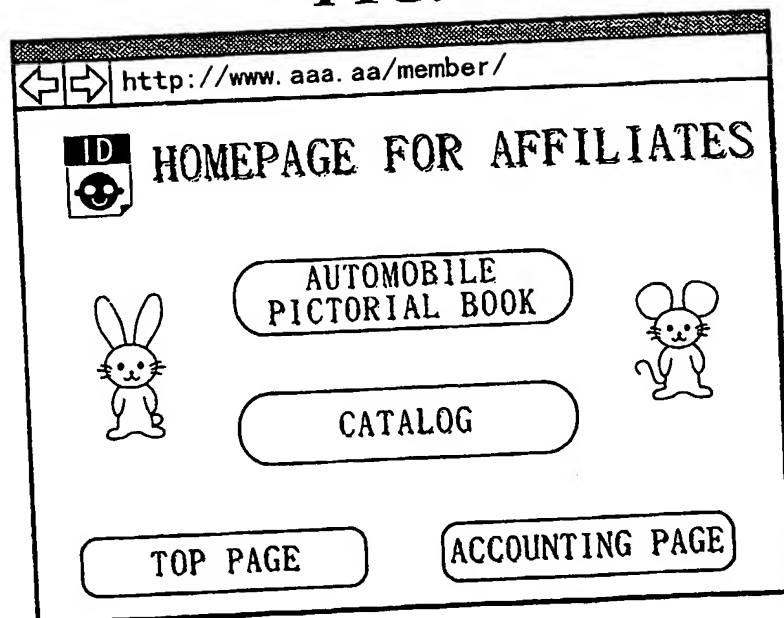 http://www.aaa.aa/member/
ID
HOMEPAGE FOR AFFILIATES
AUTOMOBILE
PICTORIAL BOOK
CATALOG
TOP PAGE
ACCOUNTING PAGE